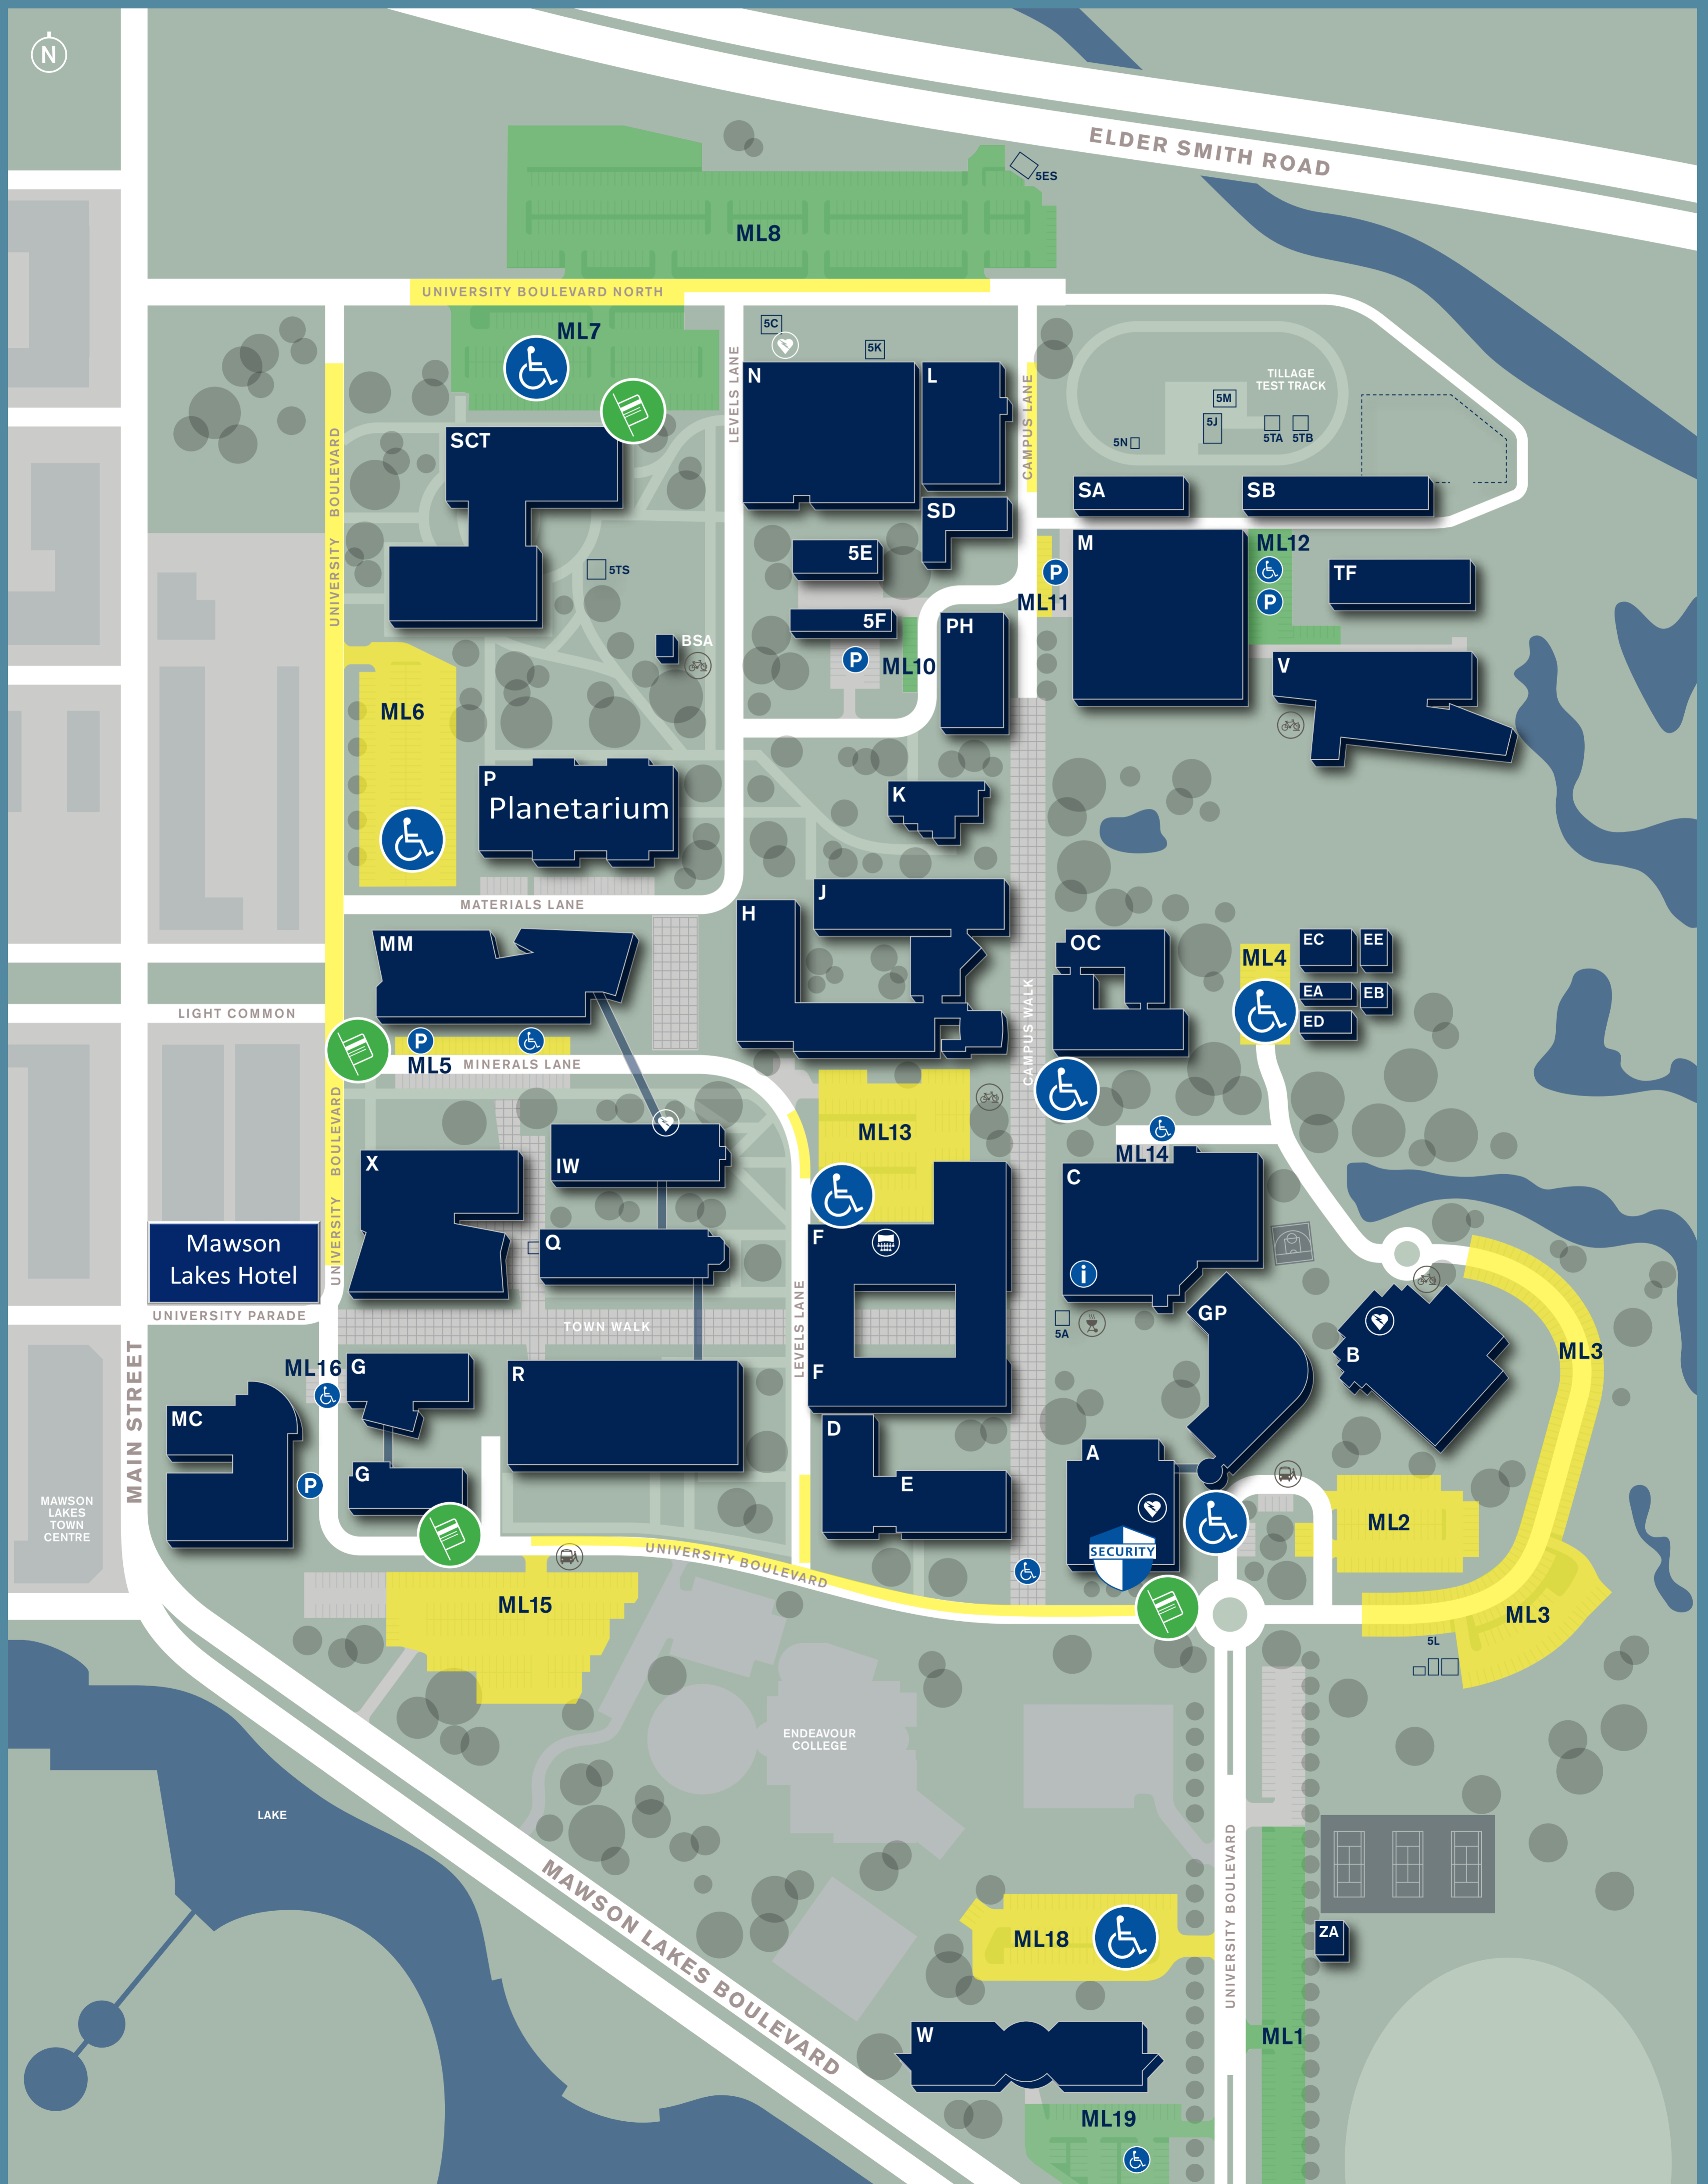 N
ELDER SMITH ROAD
5ES
ML8
UNIVERSITY BOULEVARD NORTH
ML7
5C
5K
LEVELS LANE
N
L
CAMPUS LANE
TILLAGE
TEST TRACK
5M
5J
5N
5TA
5TB
SCT
UNIVERSITY BOULEVARD
SA
SB
SD
M
ML12
5E
TF
P
5TS
ML11
P
5F
PH
BSA
P
ML10
V
ML6
P
Planetarium
K
MATERIALS LANE
J
H
MM
OC
EC
EE
ML4
EA
EB
LIGHT COMMON
ED
P
ML5
MINERALS LANE
CAMPUS WALK
UNIVERSITY BOULEVARD
ML13
ML14
X
IW
C
Mawson
Lakes Hotel
UNIVERSITY BOULEVARD
Q
F
i
UNIVERSITY PARADE
TOWN WALK
LEVELS LANE
5A
GP
B
ML3
MAIN STREET
ML16
G
R
F
MC
D
A
G
E
P
MAWSON
LAKES
TOWN
CENTRE
ML2
SECURITY
UNIVERSITY BOULEVARD
ML15
ML3
5L
ENDEAVOUR
COLLEGE
LAKE
UNIVERSITY BOULEVARD
MAWSON LAKES BOULEVARD
ML18
ZA
W
ML1
ML19